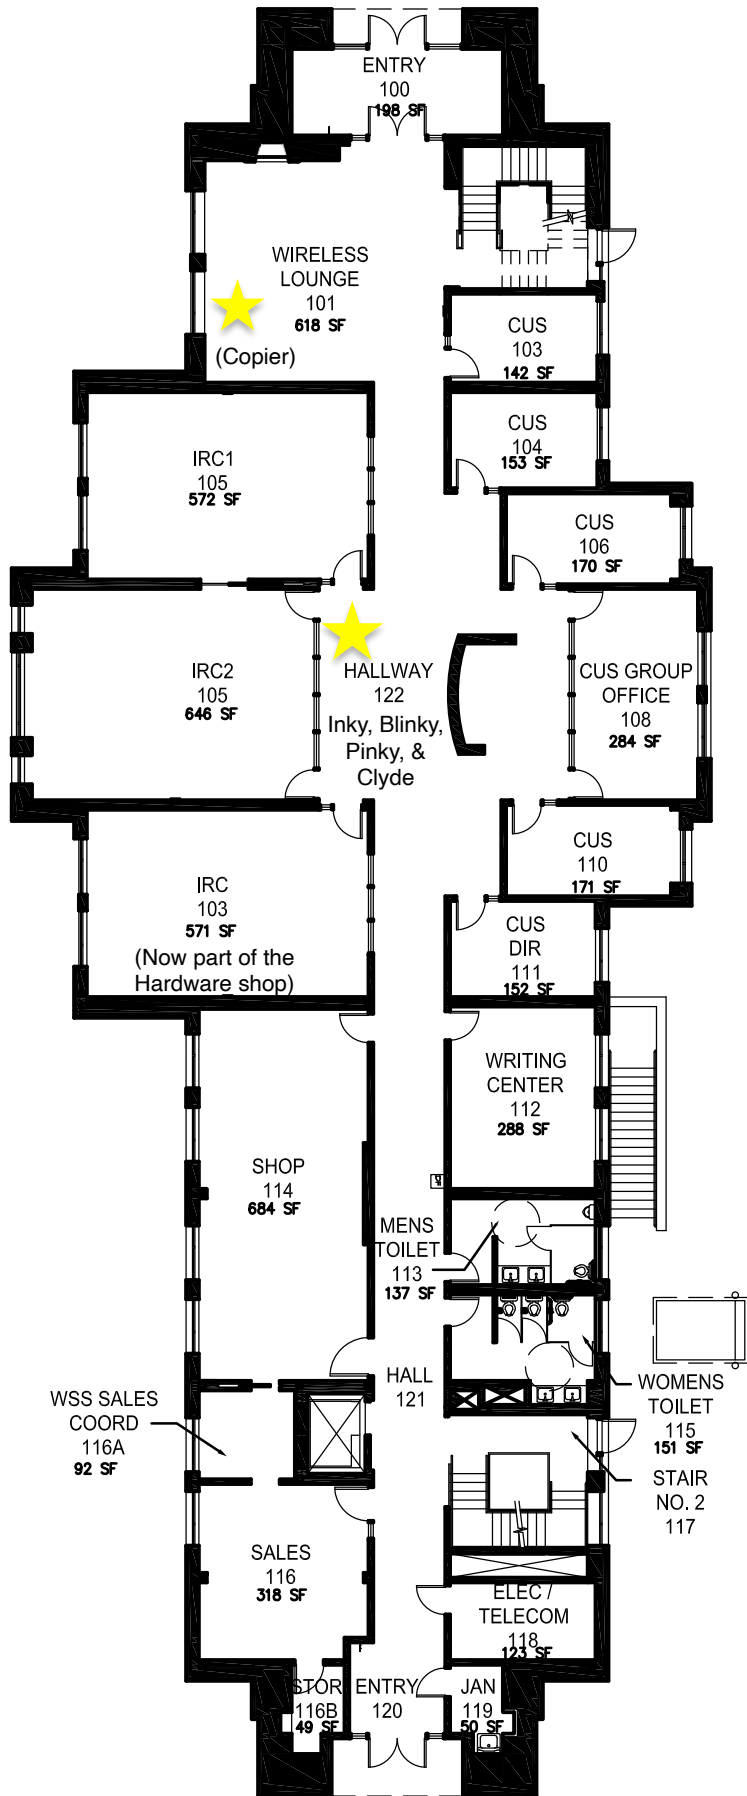 ENTRY
100
198 SF
WIRELESS
LOUNGE
101
618 SF
(Copier)
CUS
103
142 SF
CUS
104
153 SF
IRC1
105
572 SF
CUS
106
170 SF
IRC2
105
646 SF
HALLWAY
122
Inky, Blinky,
Pinky, &
Clyde
CUS GROUP
OFFICE
108
284 SF
CUS
110
171 SF
IRC
103
571 SF
(Now part of the
Hardware shop)
CUS
DIR
111
152 SF
WRITING
CENTER
112
288 SF
SHOP
114
684 SF
MENS
TOILET
113
137 SF
HALL
121
WSS SALES
COORD
116A
92 SF
WOMENS
TOILET
115
151 SF
STAIR
NO. 2
117
SALES
116
318 SF
ELEC /
TELECOM
118
123 SF
STOR
116B
49 SF
ENTRY
120
JAN
119
50 SF